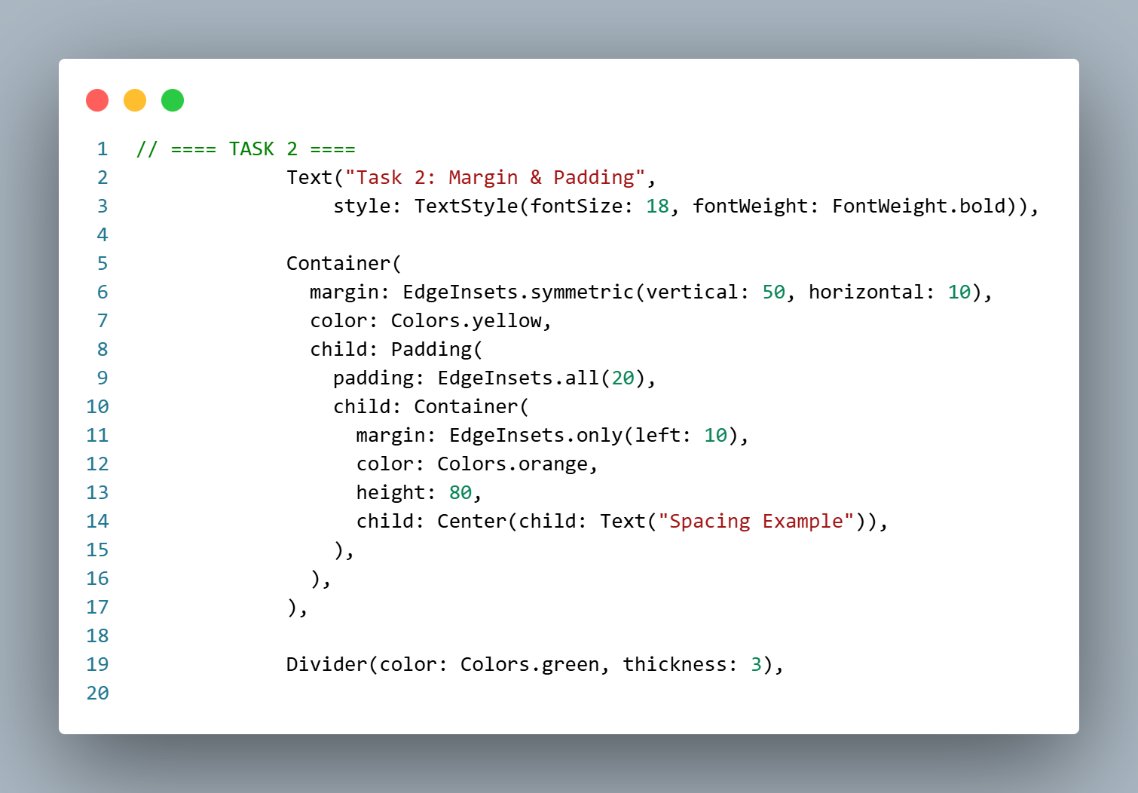 1 // ==== TASK 2 ====
2 Text("Task 2: Margin & Padding",
3 style: TextStyle(fontSize: 18, fontWeight: FontWeight.bold)),
4
5 Container(
6 margin: EdgeInsets.symmetric(vertical: 50, horizontal: 10),
7 color: Colors.yellow,
8 child: Padding(
9 padding: EdgeInsets.all(20),
10 child: Container(
11 margin: EdgeInsets.only(left: 10),
12 color: Colors.orange,
13 height: 80,
14 child: Center(child: Text("Spacing Example")),
15 ),
16 ),
17 ),
18
19 Divider(color: Colors.green, thickness: 3),
20